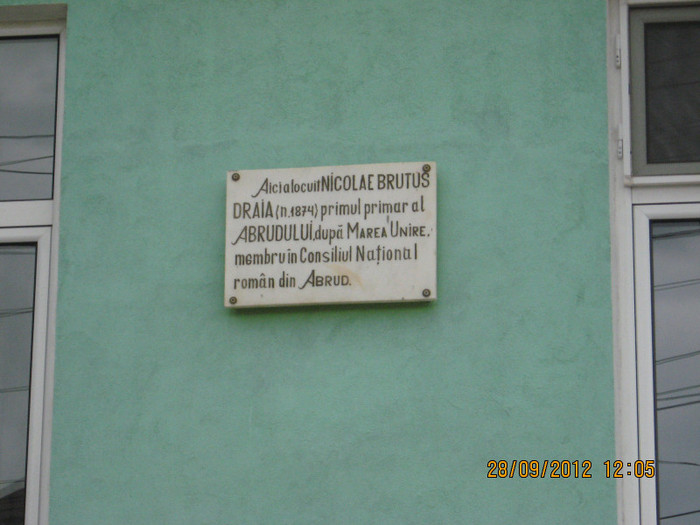 Aici a locuit NICOLAE BRUTUS
DRAIA (n.1874) primul primar al
ABRUDULUI, după MAREA UNIRE.
membru în Consiliul Național
român din ABRUD.
28/09/2012 12:05